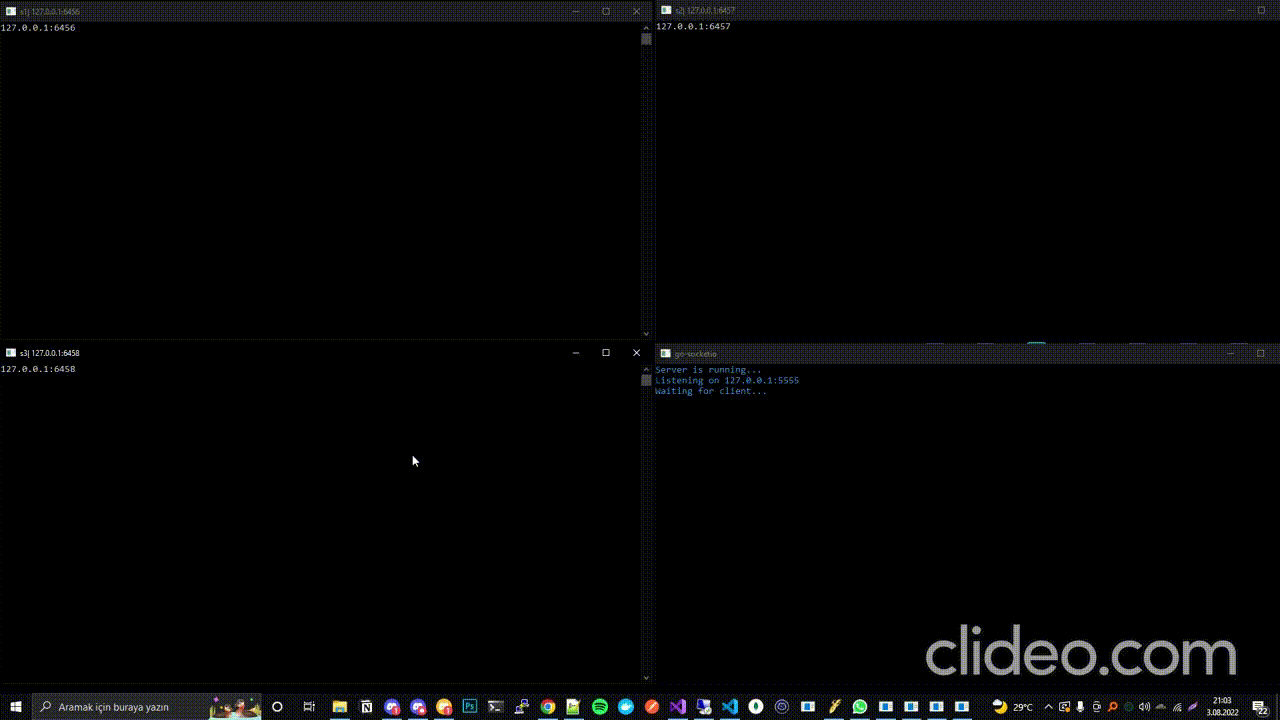 s1| 127.0.0.1:6456
127.0.0.1:6456
s2| 127.0.0.1:6457
127.0.0.1:6457
s3| 127.0.0.1:6458
127.0.0.1:6458
go-socketio
Server is running...
Listening on 127.0.0.1:5555
Waiting for client...
clideo.com
Aramak için buraya yazın
29°C
21:03
3.08.2022